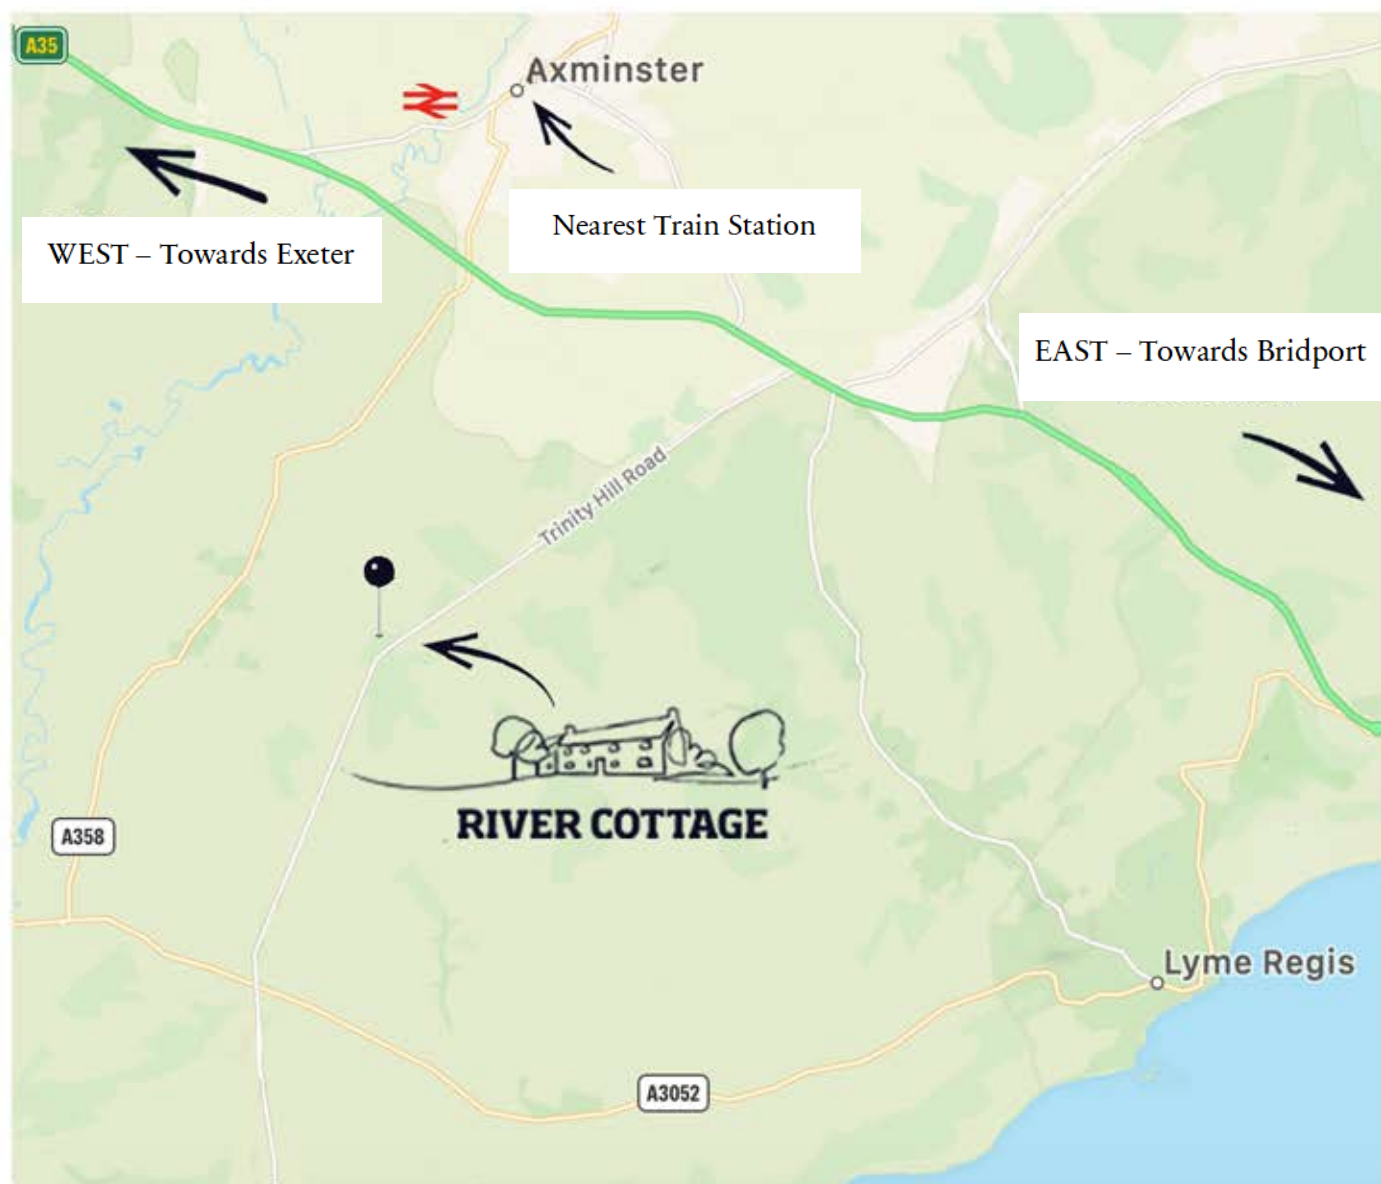 A35
Axminster
Nearest Train Station
WEST – Towards Exeter
EAST – Towards Bridport
Trinity Hill Road
RIVER COTTAGE
A358
Lyme Regis
A3052